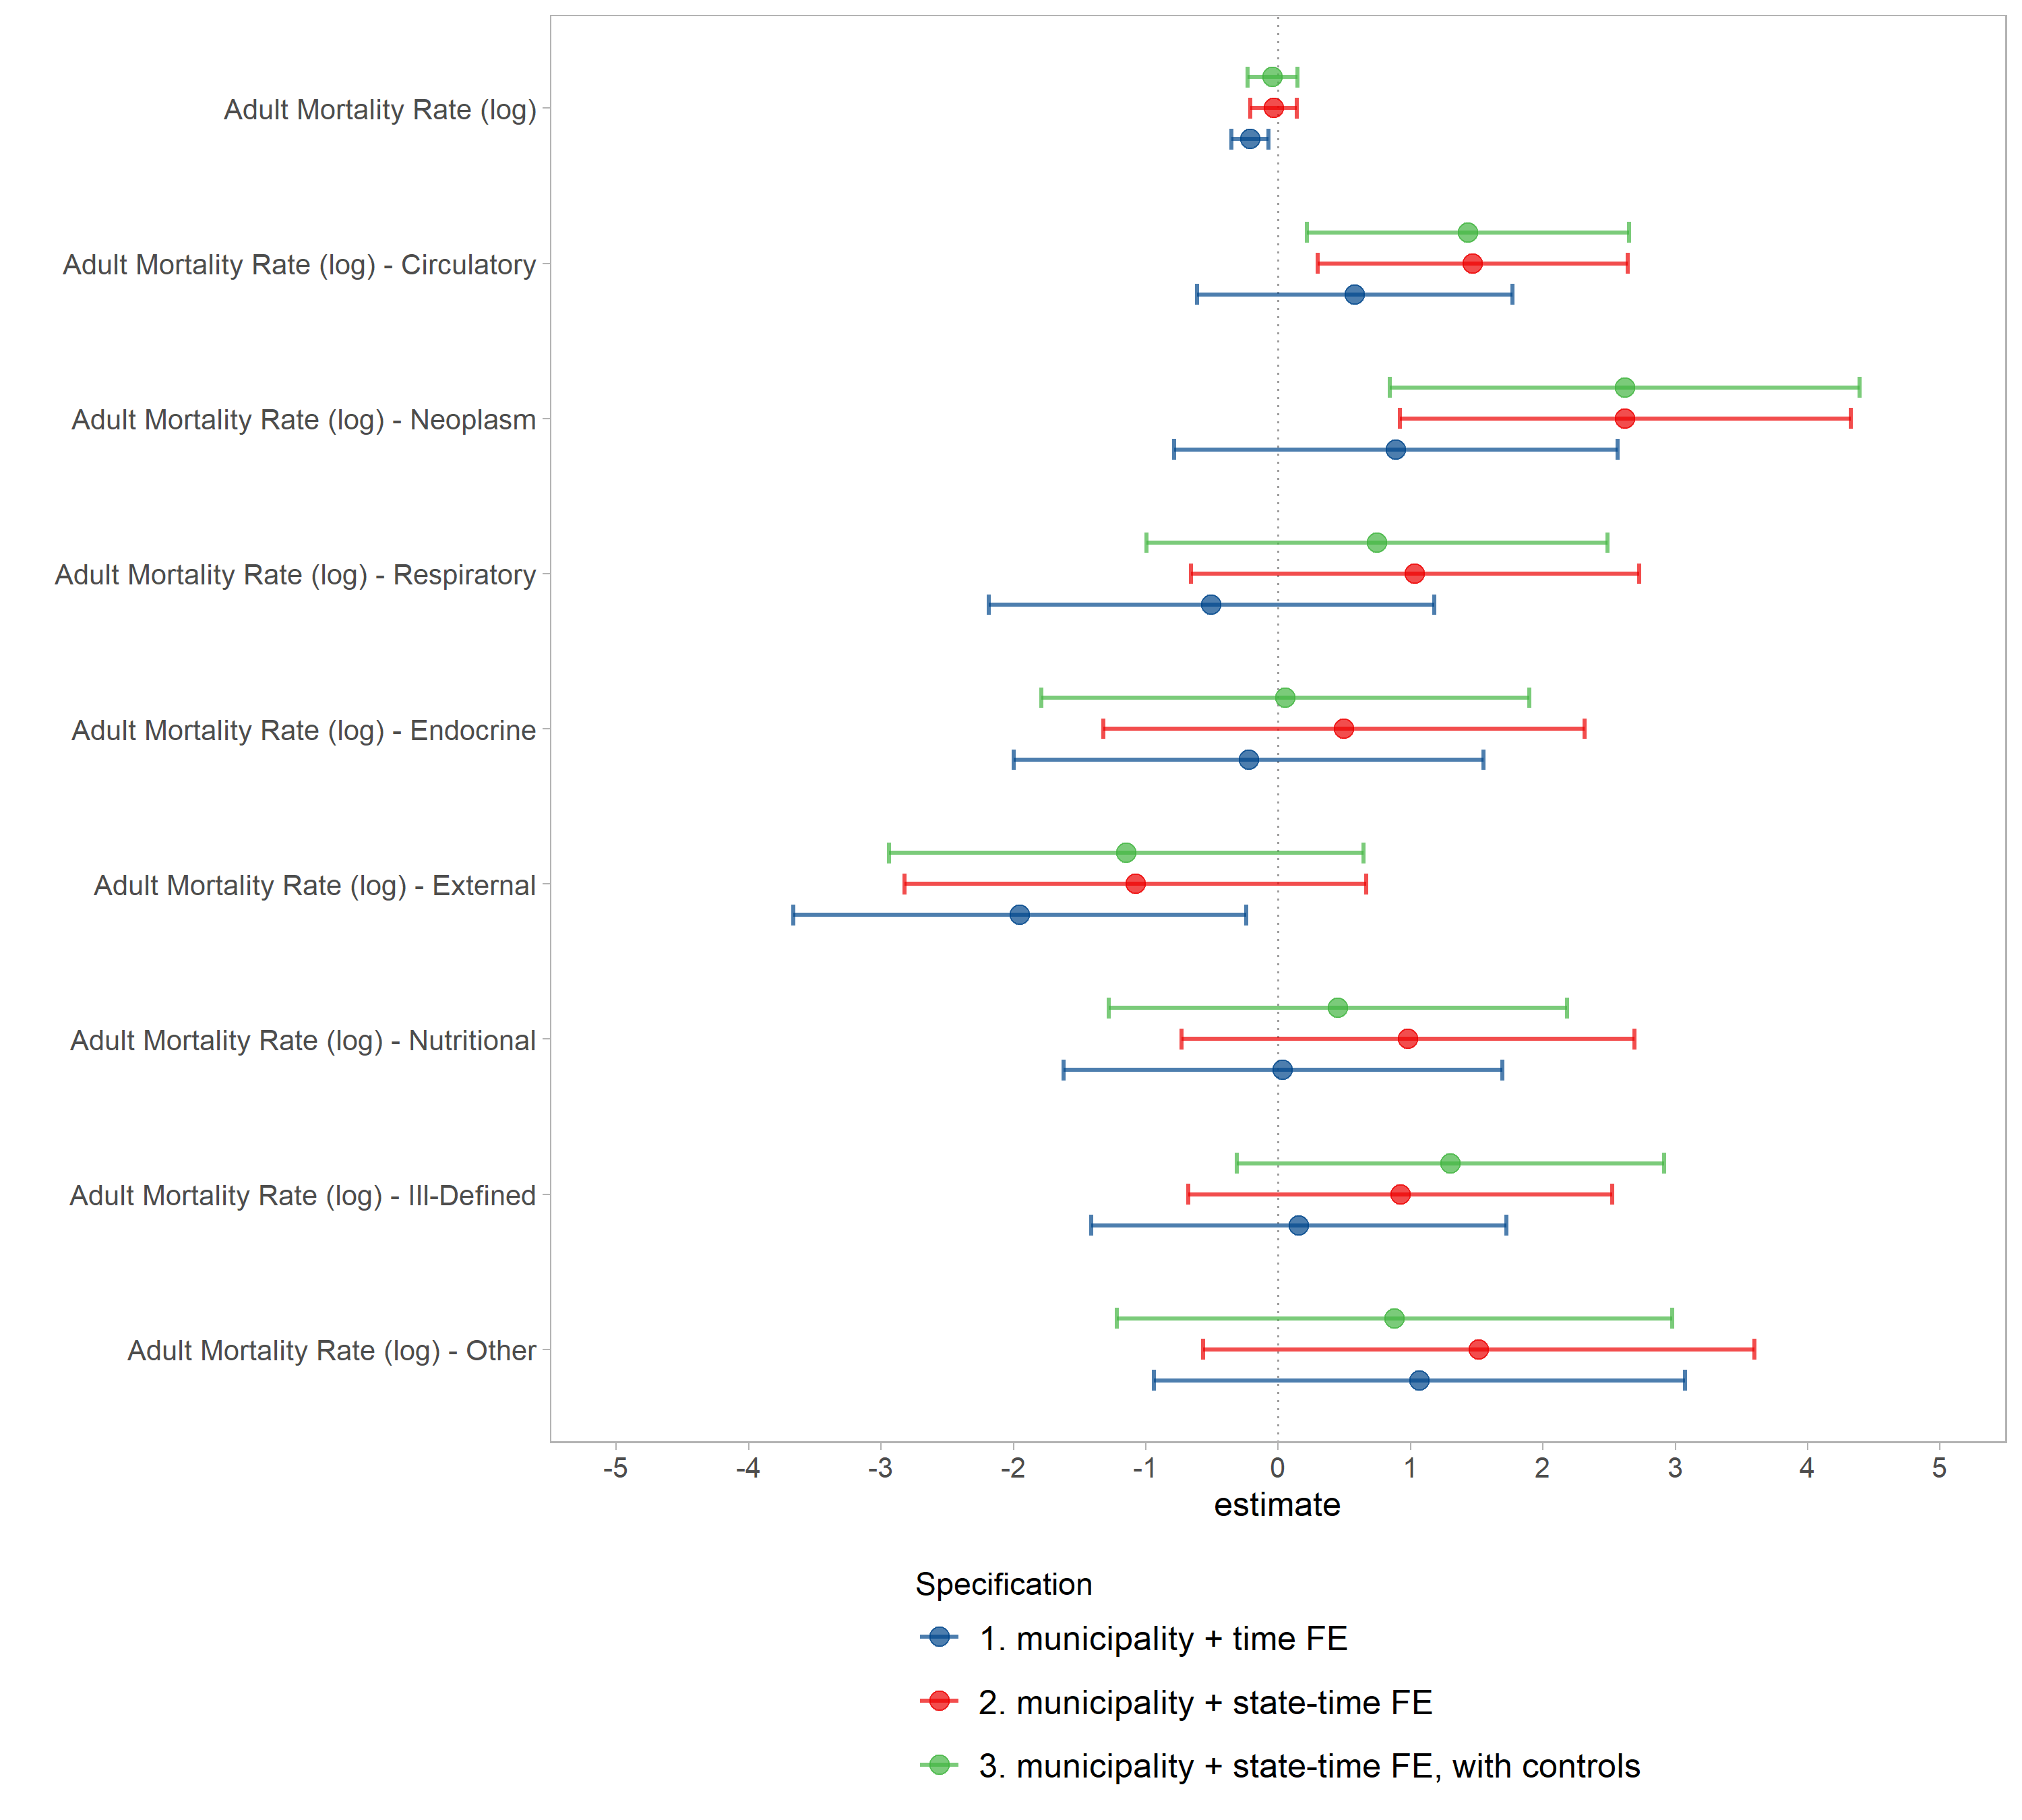 Adult Mortality Rate (log)
Adult Mortality Rate (log) - Circulatory
Adult Mortality Rate (log) - Neoplasm
Adult Mortality Rate (log) - Respiratory
Adult Mortality Rate (log) - Endocrine
Adult Mortality Rate (log) - External
Adult Mortality Rate (log) - Nutritional
Adult Mortality Rate (log) - Ill-Defined
Adult Mortality Rate (log) - Other
-5 -4 -3 -2 -1 0 1 2 3 4 5
estimate
Specification
1. municipality + time FE
2. municipality + state-time FE
3. municipality + state-time FE, with controls